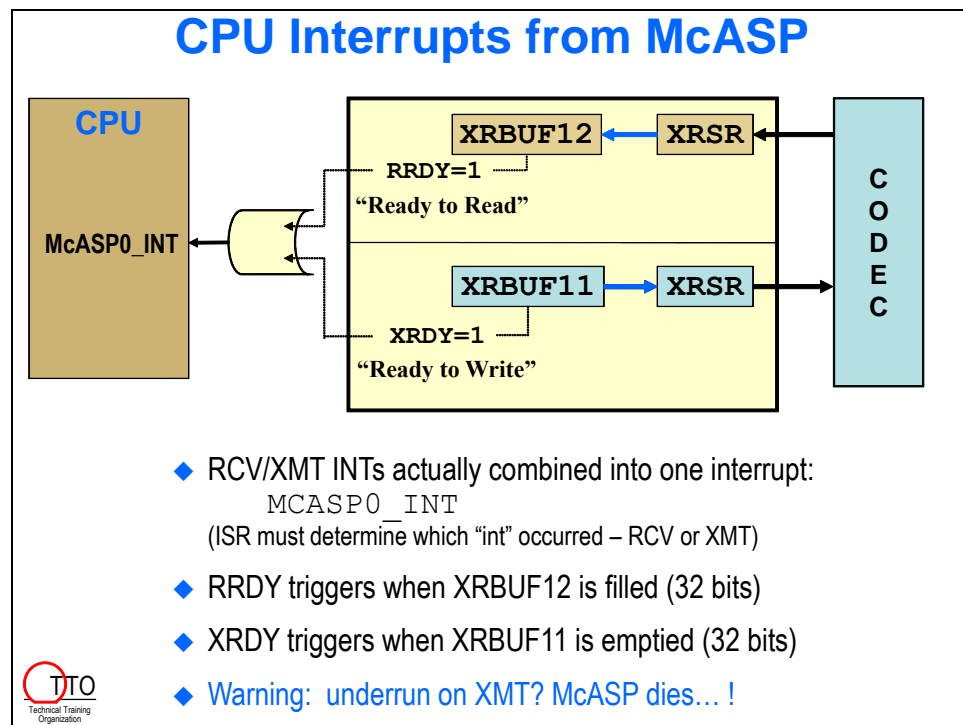 CPU Interrupts from McASP
CPU
McASP0_INT
XRBUF12
XRSR
RRDY=1
“Ready to Read”
XRBUF11
XRSR
XRDY=1
“Ready to Write”
C
O
D
E
C
◆ RCV/XMT INTs actually combined into one interrupt:
MCASP0_INT
(ISR must determine which “int” occurred – RCV or XMT)
◆ RRDY triggers when XRBUF12 is filled (32 bits)
◆ XRDY triggers when XRBUF11 is emptied (32 bits)
◆ Warning: underrun on XMT? McASP dies… !
TTO
Technical Training
Organization